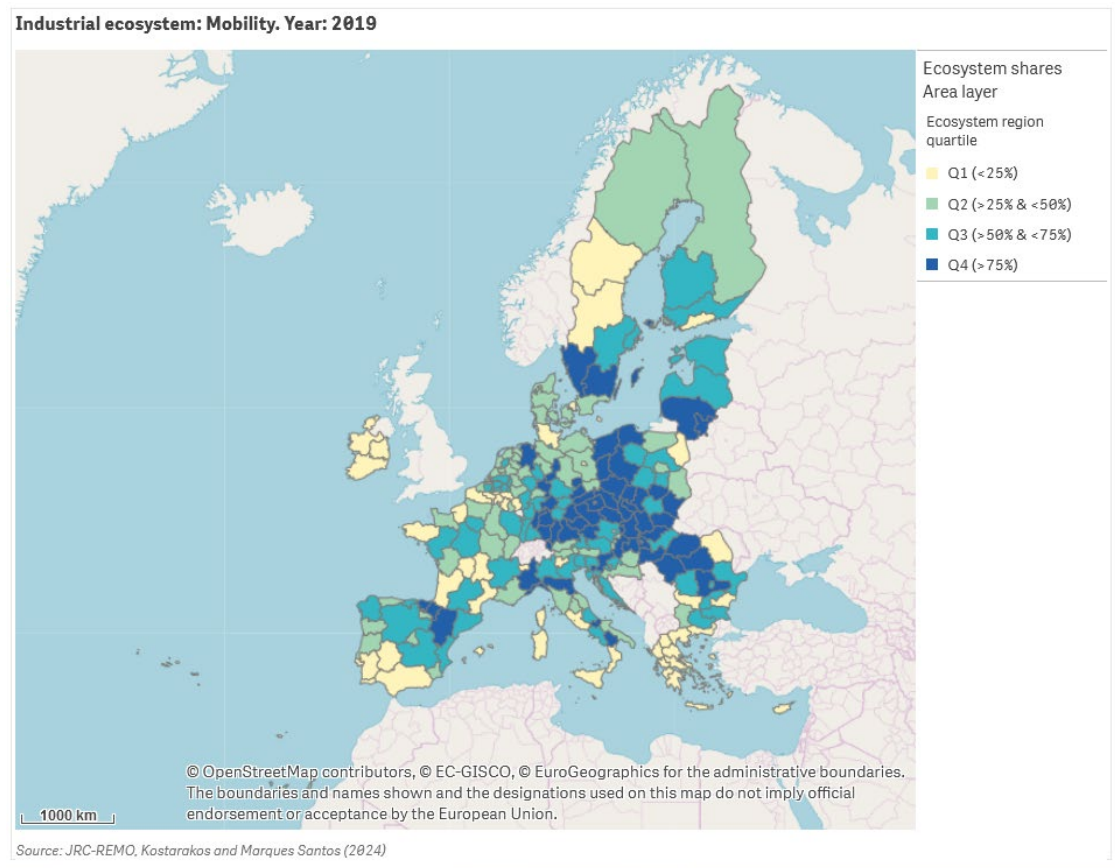 Industrial ecosystem: Mobility. Year: 2019
Ecosystem shares
Area layer
Ecosystem region
quartile
Q1 (<25%)
Q2 (>25% & <50%)
Q3 (>50% & <75%)
Q4 (>75%)
© OpenStreetMap contributors, © EC-GISCO, © EuroGeographics for the administrative boundaries.
The boundaries and names shown and the designations used on this map do not imply official
endorsement or acceptance by the European Union.
1000 km
Source: JRC-REMO, Kostarakos and Marques Santos (2024)